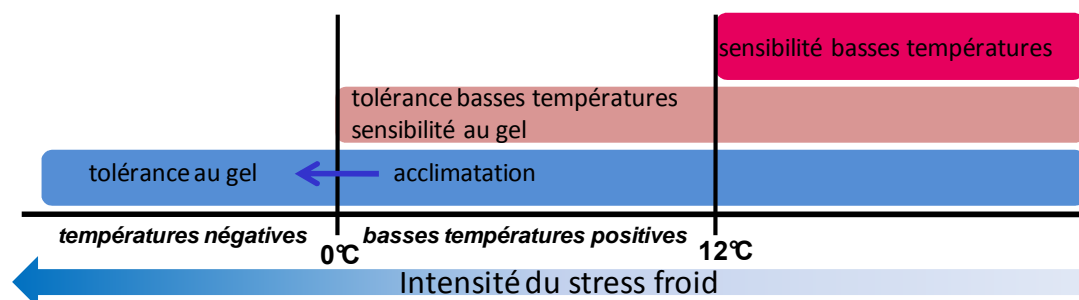 sensibilité basses températures
tolérance basses températures
sensibilité au gel
tolérance au gel
acclimatation
températures négatives
0°C
basses températures positives
12°C
Intensité du stress froid